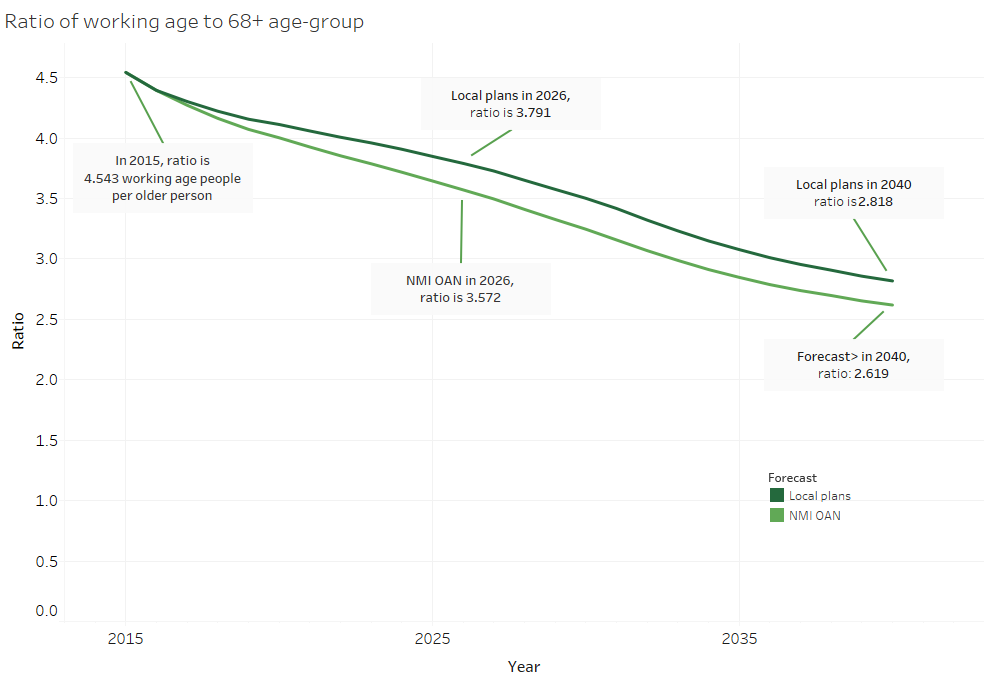 Ratio of working age to 68+ age-group
4.5
4.0
3.5
3.0
2.5
2.0
1.5
1.0
0.5
0.0
Ratio
In 2015, ratio is
4.543 working age people
per older person
Local plans in 2026,
ratio is 3.791
NMI OAN in 2026,
ratio is 3.572
Local plans in 2040
ratio is2.818
Forecast> in 2040,
ratio: 2.619
Forecast
Local plans
NMI OAN
2015
2025
2035
Year